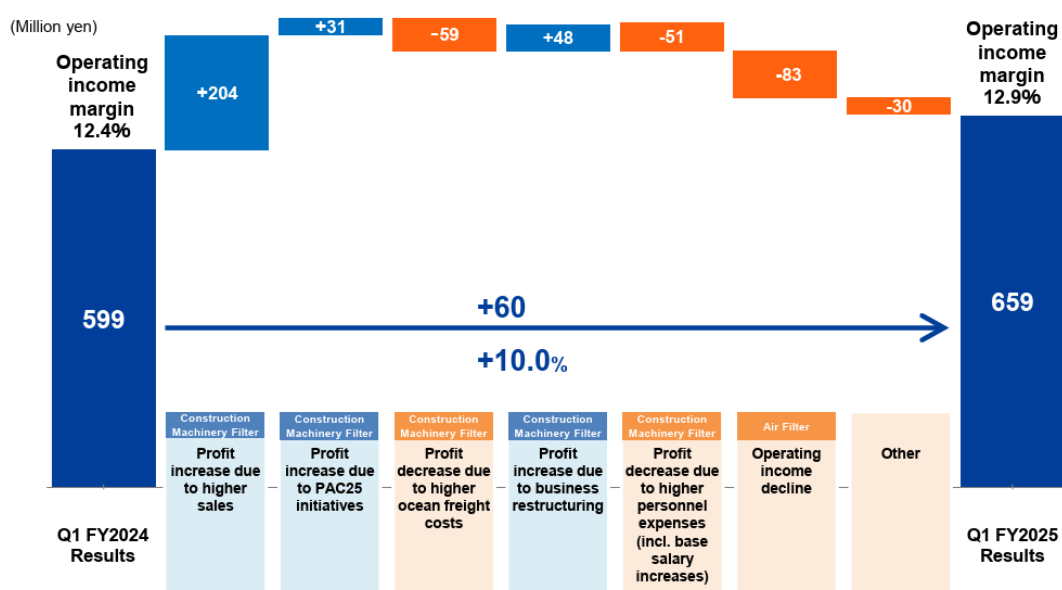 (Million yen)
Operating
income
margin
12.4%
+204
+31
−59
+48
-51
-83
-30
Operating
income
margin
12.9%
599
+60
+10.0%
659
Construction
Machinery Filter
Profit
increase due
to higher
sales
Construction
Machinery Filter
Profit
increase due
to PAC25
initiatives
Construction
Machinery Filter
Profit
decrease due
to higher
ocean freight
costs
Construction
Machinery Filter
Profit
increase due
to business
restructuring
Construction
Machinery Filter
Profit
decrease due
to higher
personnel
expenses
(incl. base
salary
increases)
Air Filter
Operating
income
decline
Other
Q1 FY2024
Results
Q1 FY2025
Results